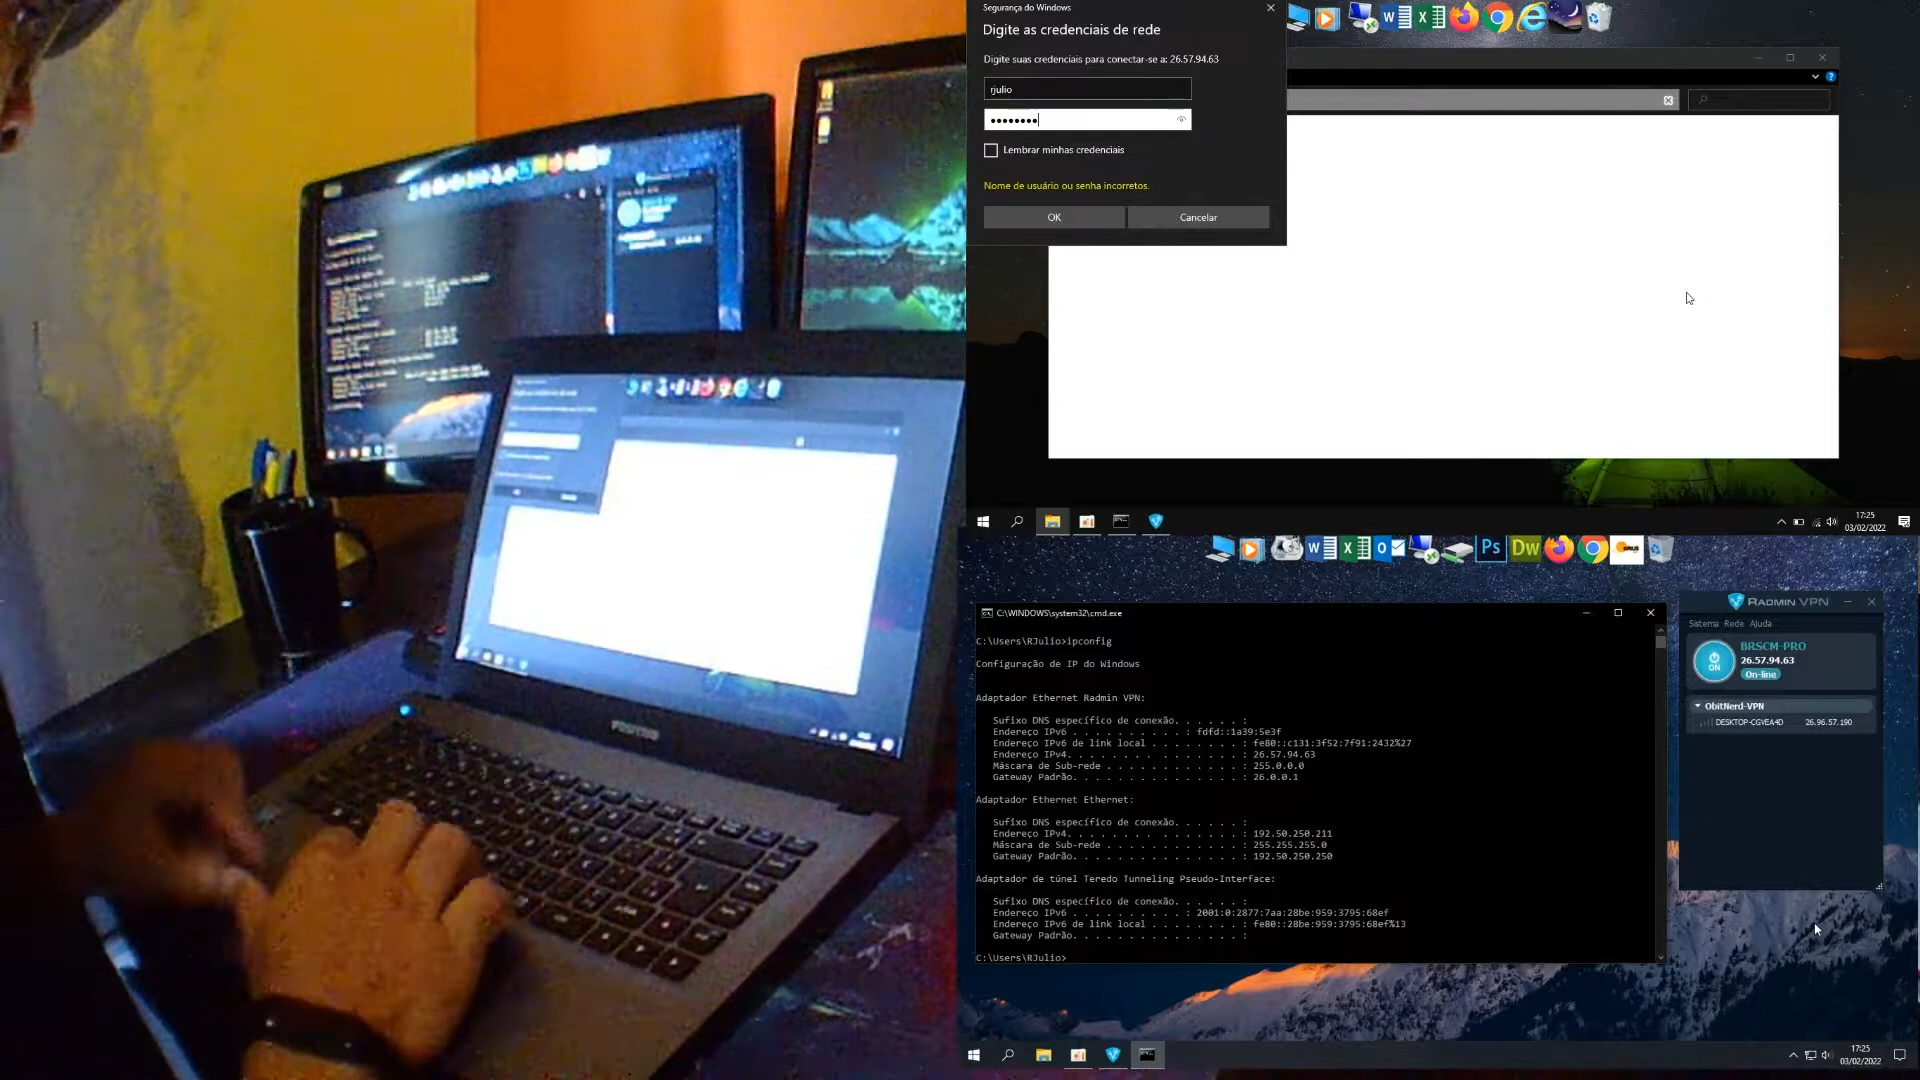 Segurança do Windows
Digite as credenciais de rede
Digite suas credenciais para conectar-se a: 26.57.94.63
rjulio
Lembrar minhas credenciais
Nome de usuário ou senha incorretos.
OK
Cancelar
17:25
03/02/2022
Ps
Dw
C:\WINDOWS\system32\cmd.exe
C:\Users\RJulio>ipconfig
Configuração de IP do Windows
Adaptador Ethernet Radmin VPN:
Sufixo DNS específico de conexão. . . . . . :
Endereço IPv6 . . . . . . . . . . : fdfd::1a39:5e3f
Endereço IPv6 de link local . . . . . . . . : fe80::c131:3f52:7f91:2432%27
Endereço IPv4. . . . . . . . . . . . . . . : 26.57.94.63
Máscara de Sub-rede . . . . . . . . . . . . : 255.0.0.0
Gateway Padrão. . . . . . . . . . . . . . . : 26.0.0.1
Adaptador Ethernet Ethernet:
Sufixo DNS específico de conexão. . . . . . :
Endereço IPv4. . . . . . . . . . . . . . . : 192.50.250.211
Máscara de Sub-rede . . . . . . . . . . . . : 255.255.255.0
Gateway Padrão. . . . . . . . . . . . . . . : 192.50.250.250
Adaptador de túnel Teredo Tunneling Pseudo-Interface:
Sufixo DNS específico de conexão. . . . . . :
Endereço IPv6 . . . . . . . . . . : 2001:0:2877:7aa:28be:959:3795:68ef
Endereço IPv6 de link local . . . . . . . . : fe80::28be:959:3795:68ef%13
Gateway Padrão. . . . . . . . . . . . . . . :
C:\Users\RJulio>
RADMIN VPN
Sistema Rede Ajuda
BRSCM-PRO
ON
26.57.94.63
On-line
ObitNerd-VPN
DESKTOP-CGVEA4D 26.96.57.190
17:25
03/02/2022
POSITIVO